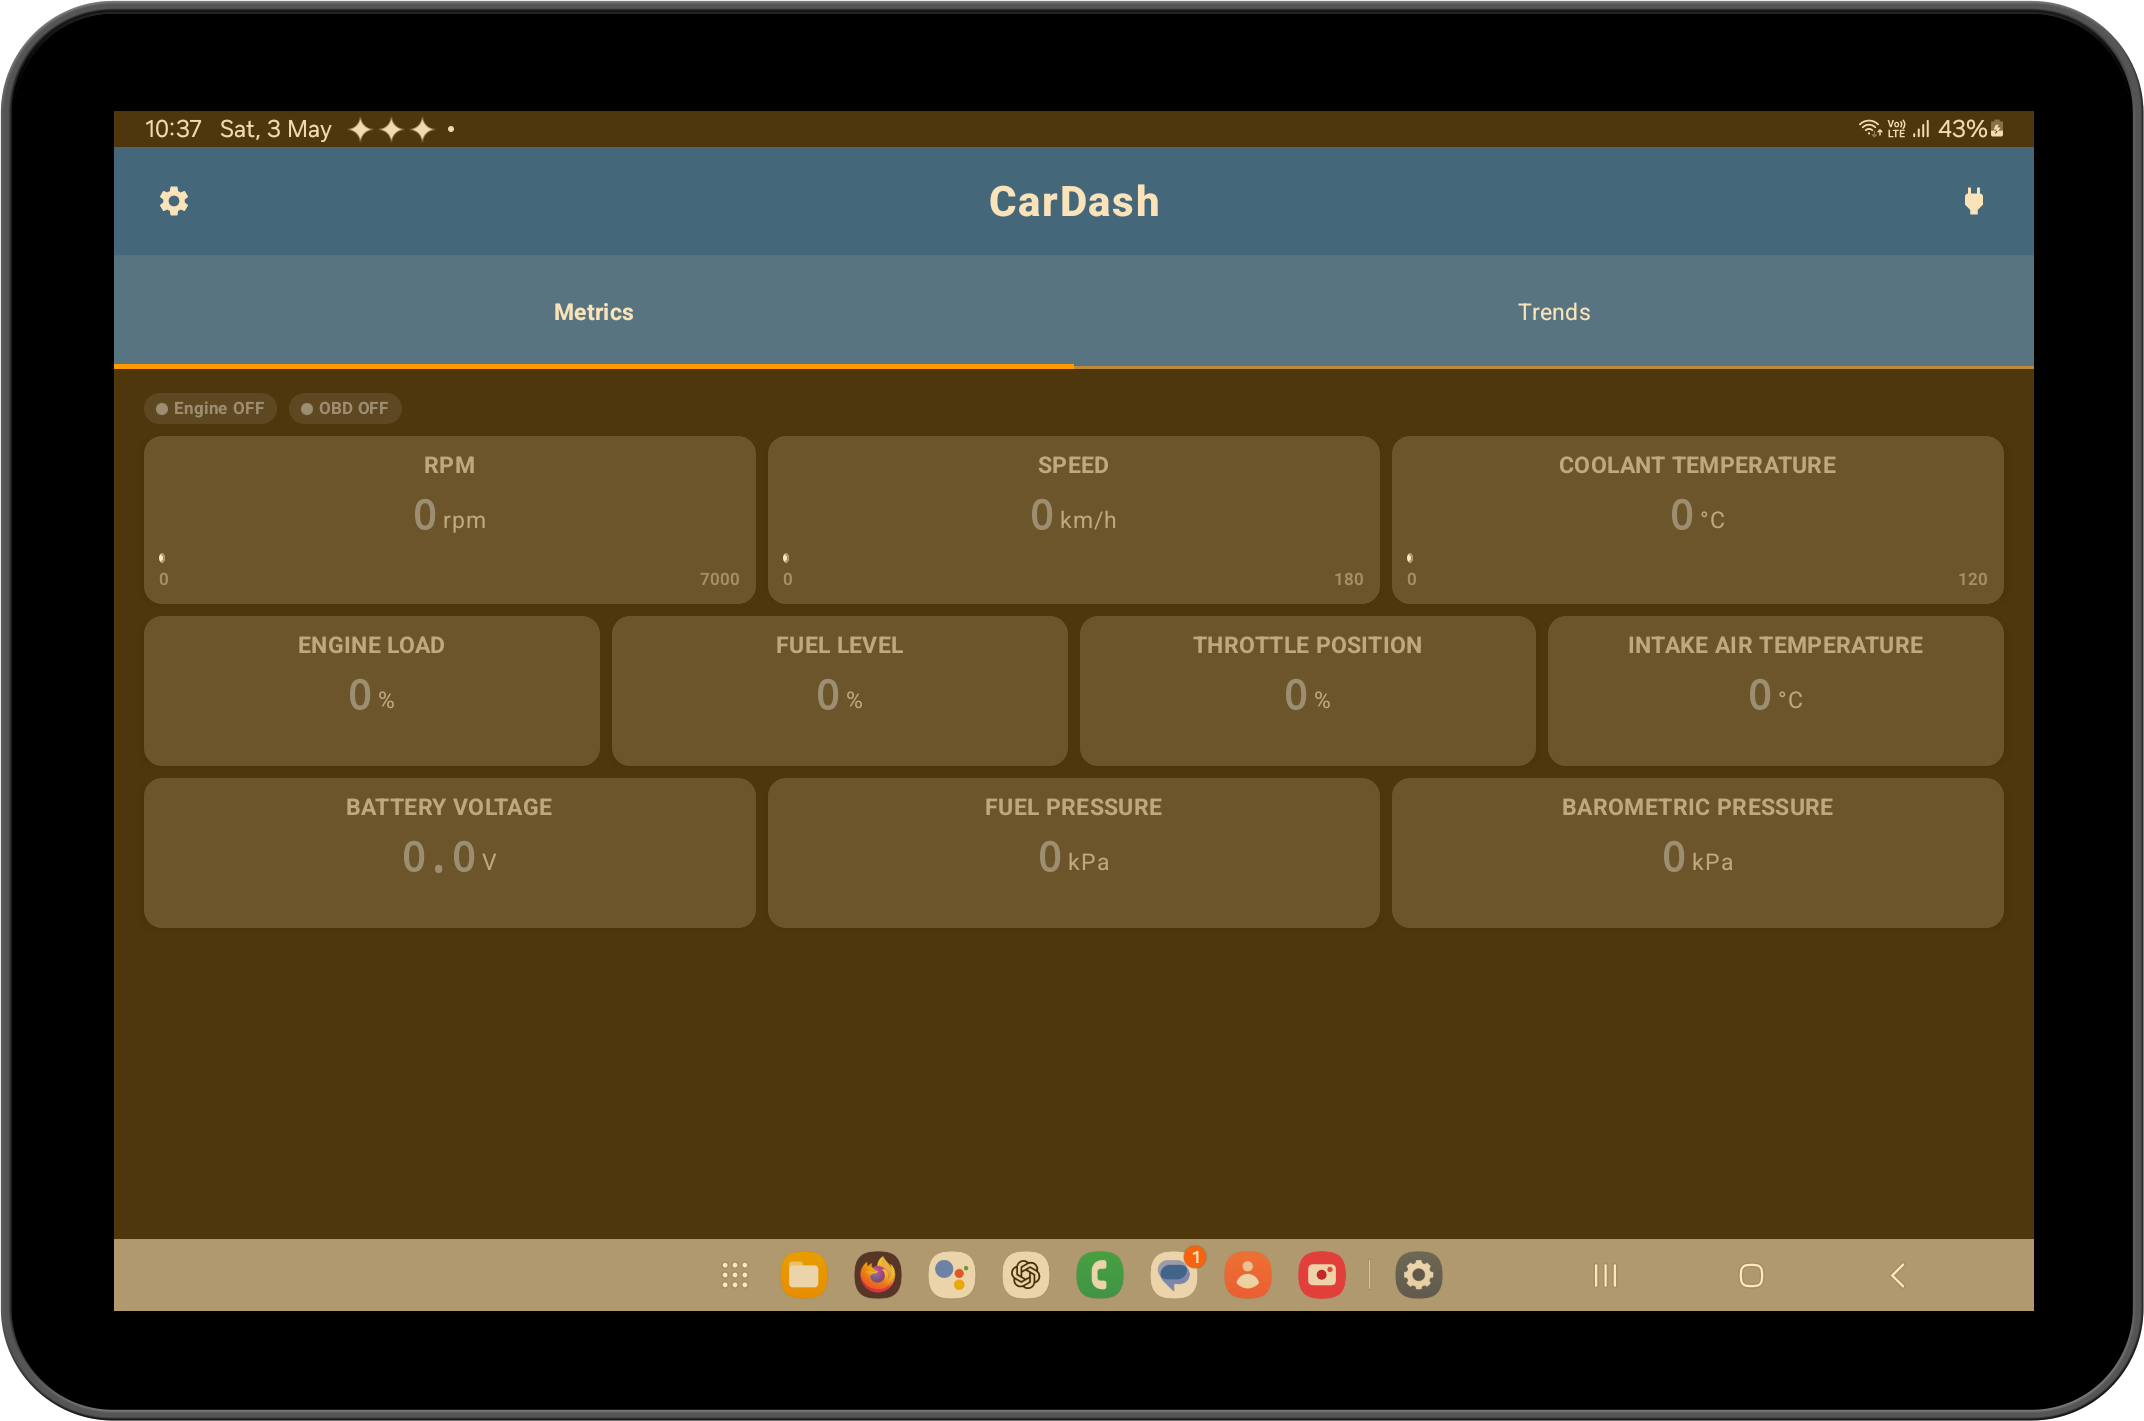 10:37 Sat, 3 May
Vo)) LTE 43%
CarDash
Metrics Trends
Engine OFF OBD OFF
RPM SPEED COOLANT TEMPERATURE
0 rpm 0 km/h 0 °C
0 7000 0 180 0 120
ENGINE LOAD FUEL LEVEL THROTTLE POSITION INTAKE AIR TEMPERATURE
0 % 0 % 0 % 0 °C
BATTERY VOLTAGE FUEL PRESSURE BAROMETRIC PRESSURE
0.0 V 0 kPa 0 kPa
1